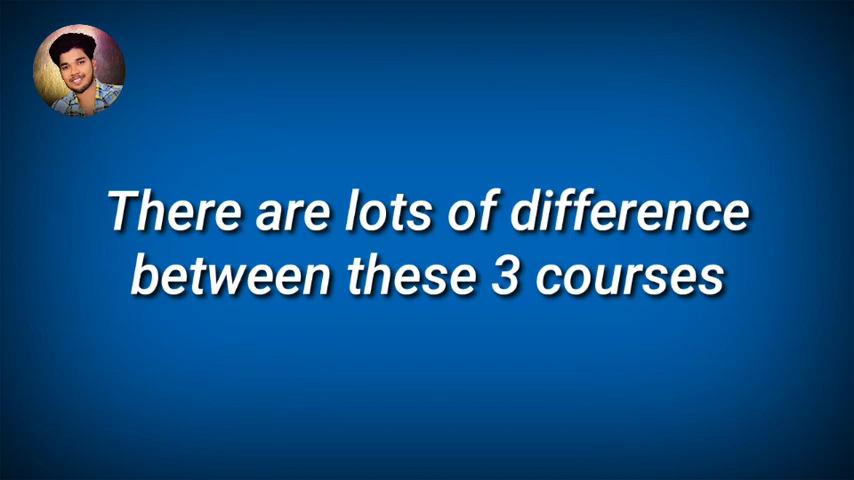 There are lots of difference
between these 3 courses